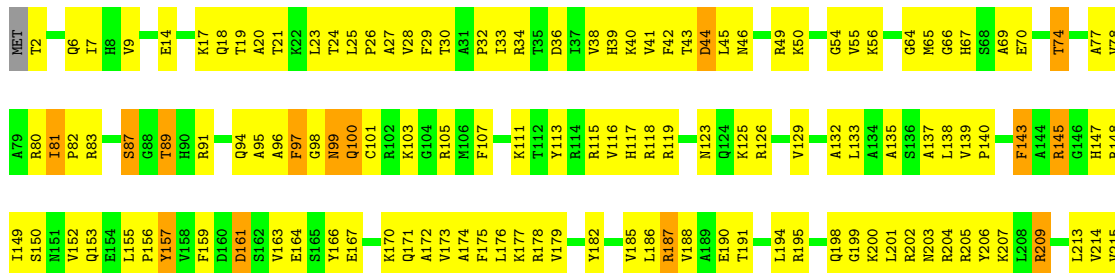 MET T2 Q6 I7 H8 V9 E14 K17 Q18 T19 A20 T21 K22 L23 T24 L25 P26 A27 V28 F29 T30 A31 P32 I33 R34 T35 D36 I37 V38 H39 K40 V41 F42 T43 D44 L45 N46 R49 K50 G54 V55 K56 G64 M65 G66 H67 S68 A69 E70 T74 A77 V78
A79 R80 I81 P82 R83 S87 G88 T89 H90 R91 Q94 A95 A96 F97 G98 N99 Q100 C101 R102 K103 G104 R105 M106 F107 K111 T112 Y113 R114 R115 V116 H117 R118 R119 N123 Q124 K125 R126 V129 A132 L133 A134 A135 S136 A137 L138 V139 P140 F143 A144 R145 G146 H147 R148
I149 S150 N151 V152 Q153 E154 L155 P156 Y157 V158 F159 D160 D161 S162 V163 E164 S165 Y166 E167 K170 Q171 A172 V173 A174 F175 L176 K177 R178 V179 Y182 V185 L186 R187 V188 A189 E190 T191 L194 R195 Q198 G199 K200 L201 R202 N203 R204 R205 Y206 K207 L208 R209 L213 V214